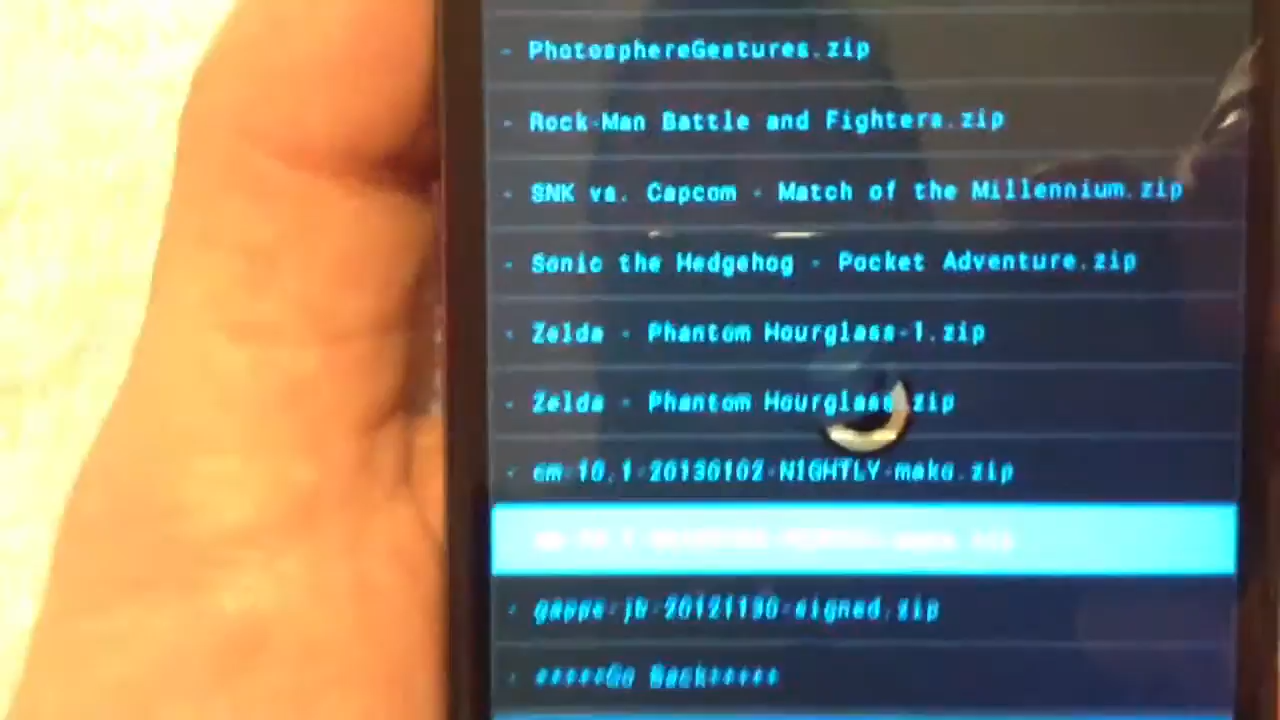 - PhotosphereGestures.zip
- Rock-Man Battle and Fighters.zip
- SNK vs. Capcom - Match of the Millennium.zip
- Sonic the Hedgehog - Pocket Adventure.zip
- Zelda - Phantom Hourglass-1.zip
- Zelda - Phantom Hourglass.zip
- cm-10.1-20130102-NIGHTLY-mako.zip
- gapps-jb-20121130-signed.zip
- +++++Go Back+++++